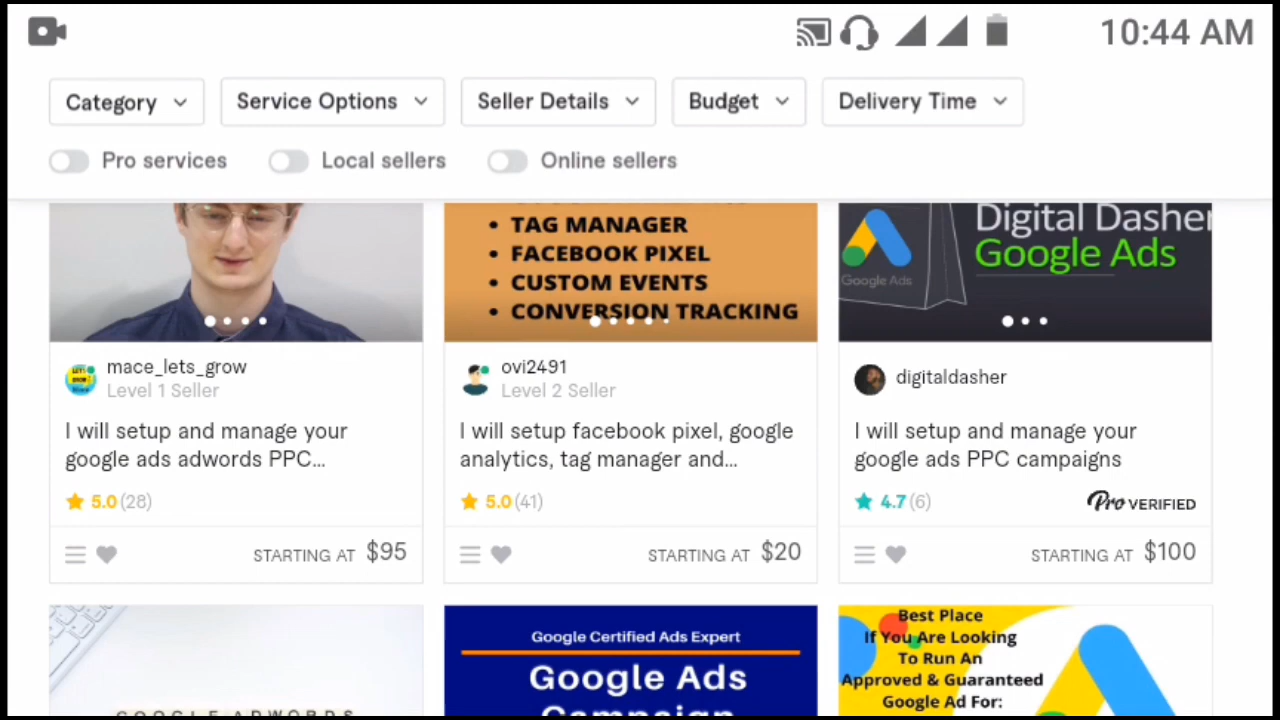 10:44 AM
Category
Service Options
Seller Details
Budget
Delivery Time
Pro services
Local sellers
Online sellers
• TAG MANAGER
• FACEBOOK PIXEL
• CUSTOM EVENTS
• CONVERSION TRACKING
Digital Dasher
Google Ads
Google Ads
mace_lets_grow
Level 1 Seller
I will setup and manage your
google ads adwords PPC...
5.0 (28)
STARTING AT $95
ovi2491
Level 2 Seller
I will setup facebook pixel, google
analytics, tag manager and...
5.0 (41)
STARTING AT $20
digitaldasher
I will setup and manage your
google ads PPC campaigns
4.7 (6)
Pro VERIFIED
STARTING AT $100
GOOGLE ADWORDS
Google Certified Ads Expert
Google Ads
Campaign
Best Place
If You Are Looking
To Run An
Approved & Guaranteed
Google Ad For: